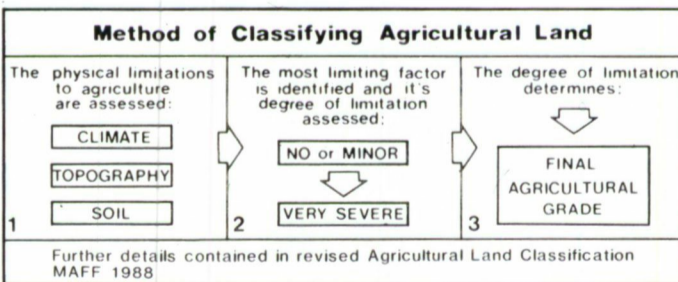 Method of Classifying Agricultural Land
The physical limitations
to agriculture
are assessed:
CLIMATE
TOPOGRAPHY
SOIL
1
The most limiting factor
is identified and it's
degree of limitation
assessed:
NO or MINOR
VERY SEVERE
2
The degree of limitation
determines:
FINAL
AGRICULTURAL
GRADE
3
Further details contained in revised Agricultural Land Classification
MAFF 1988